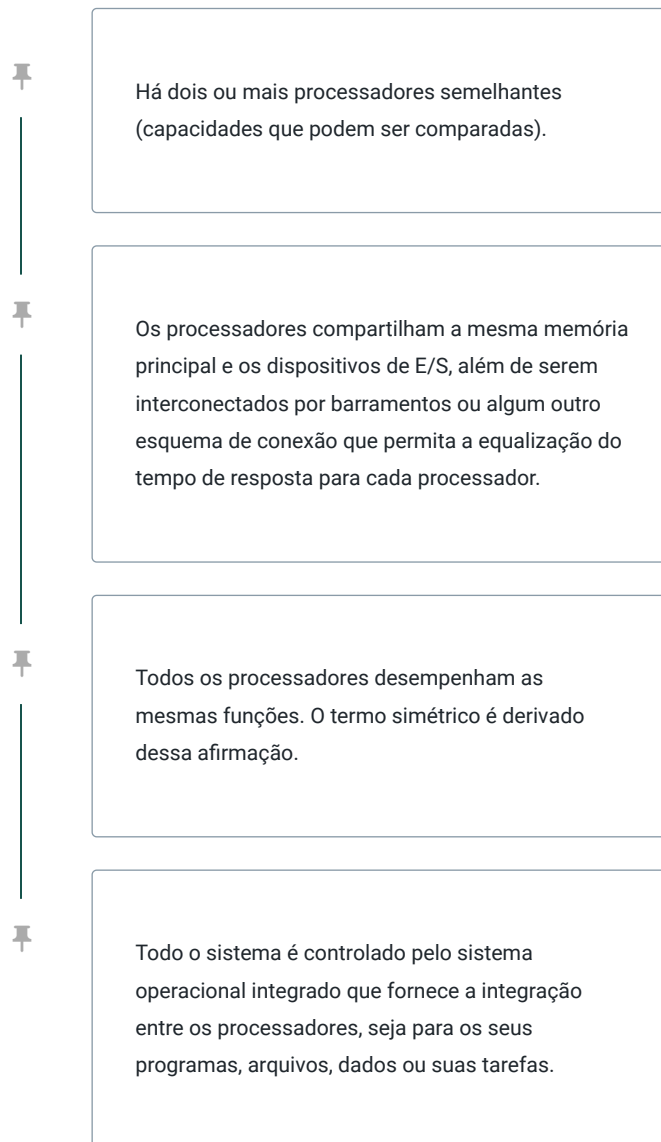 Há dois ou mais processadores semelhantes
(capacidades que podem ser comparadas).
Os processadores compartilham a mesma memória
principal e os dispositivos de E/S, além de serem
interconectados por barramentos ou algum outro
esquema de conexão que permita a equalização do
tempo de resposta para cada processador.
Todos os processadores desempenham as
mesmas funções. O termo simétrico é derivado
dessa afirmação.
Todo o sistema é controlado pelo sistema
operacional integrado que fornece a integração
entre os processadores, seja para os seus
programas, arquivos, dados ou suas tarefas.